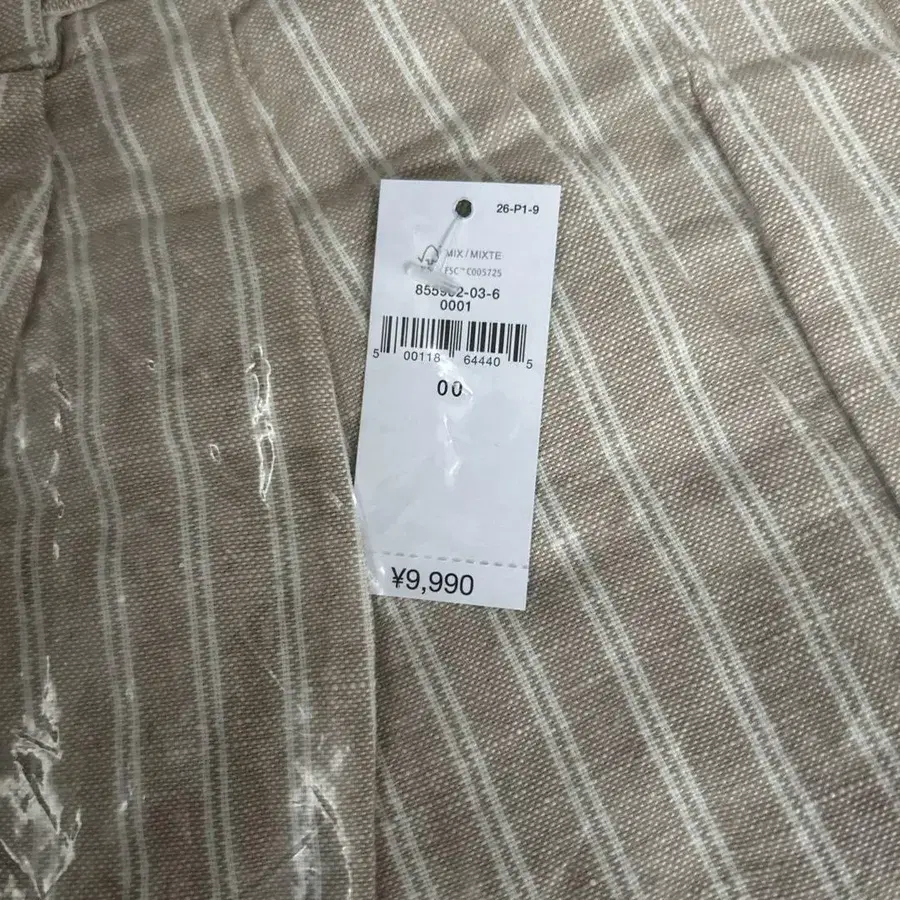 26-P1-9
MIX / MIXTE
FSC™ C005725
0001
5 00118 64440 5
00
¥9,990